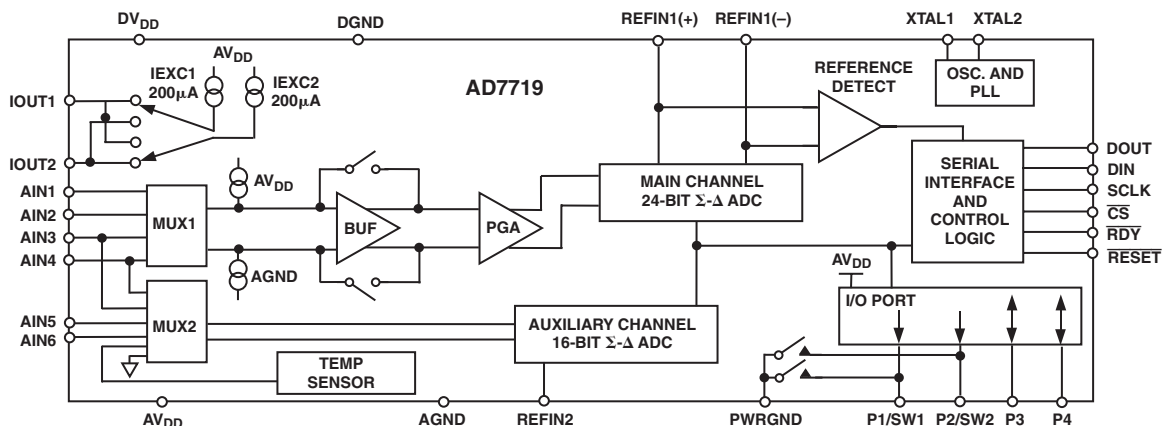 DVDD
DGND
REFIN1(+)
REFIN1(–)
XTAL1
XTAL2
AVDD
IEXC1
200µA
IEXC2
200µA
AD7719
REFERENCE
DETECT
OSC. AND
PLL
IOUT1
IOUT2
AIN1
AIN2
AIN3
AIN4
AIN5
AIN6
MUX1
MUX2
AVDD
AGND
BUF
PGA
MAIN CHANNEL
24-BIT Σ-Δ ADC
AUXILIARY CHANNEL
16-BIT Σ-Δ ADC
TEMP
SENSOR
SERIAL
INTERFACE
AND
CONTROL
LOGIC
DOUT
DIN
SCLK
C̅S̅
R̅D̅Y̅
R̅E̅S̅E̅T̅
AVDD
I/O PORT
AVDD
AGND
REFIN2
PWRGND
P1/SW1
P2/SW2
P3
P4